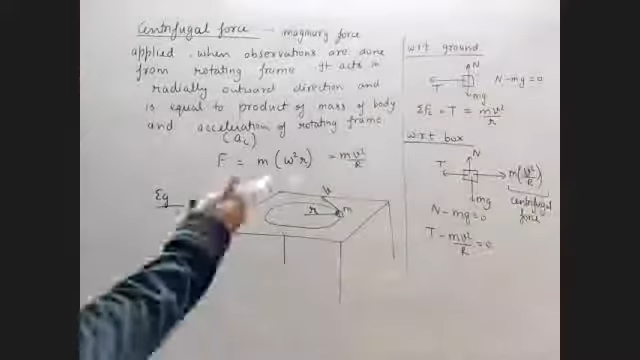 Centrifugal force - imaginary force
applied when observations are done
from rotating frame It acts in
radially outward direction and
is equal to product of mass of body
and acceleration of rotating frame
(ac)
F = m (ω²r) = mv²/R
Eg
r
m
w.r.t ground
N
T
mg
N-mg=0
ΣFc = T = mv²/r
w.r.t box
N
T
m(v²/R)
mg
centrifugal
force
N-mg=0
T - mv²/R = 0